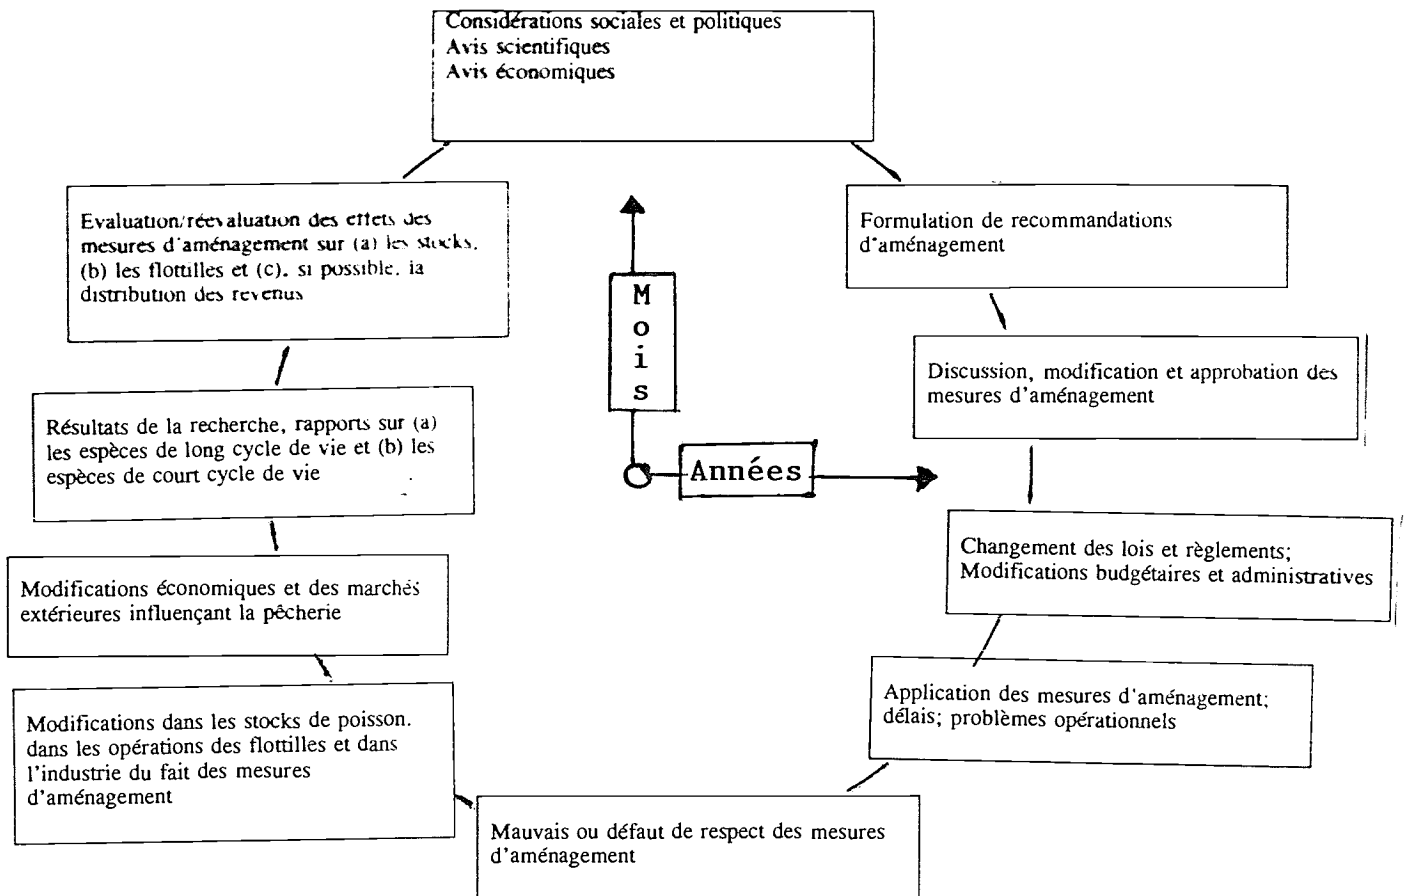 Considérations sociales et politiques
Avis scientifiques
Avis économiques
Evaluation/réevaluation des effets des
mesures d'aménagement sur (a) les stocks,
(b) les flottilles et (c). si possible. la
distribution des revenus
Formulation de recommandations
d'aménagement
M
o
i
s
Discussion, modification et approbation des
mesures d'aménagement
Résultats de la recherche, rapports sur (a)
les espèces de long cycle de vie et (b) les
espèces de court cycle de vie
Années
Changement des lois et règlements;
Modifications budgétaires et administratives
Modifications économiques et des marchés
extérieures influençant la pêcherie
Application des mesures d'aménagement;
délais; problèmes opérationnels
Modifications dans les stocks de poisson.
dans les opérations des flottilles et dans
l'industrie du fait des mesures
d'aménagement
Mauvais ou défaut de respect des mesures
d'aménagement